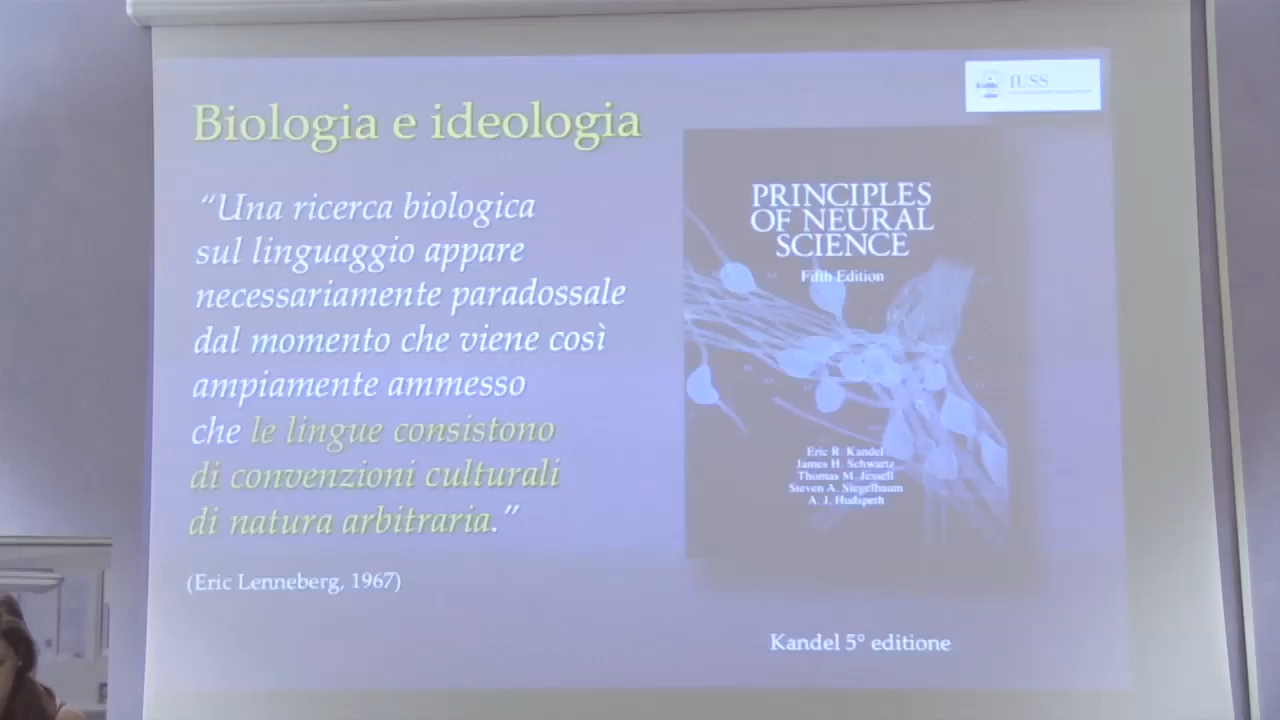 IUSS
Biologia e ideologia
“Una ricerca biologica
sul linguaggio appare
necessariamente paradossale
dal momento che viene così
ampiamente ammesso
che le lingue consistono
di convenzioni culturali
di natura arbitraria.”
(Eric Lenneberg, 1967)
PRINCIPLES
OF NEURAL
SCIENCE
Fifth Edition
Eric R. Kandel
James H. Schwartz
Thomas M. Jessell
Steven A. Siegelbaum
A. J. Hudspeth
Kandel 5° editione